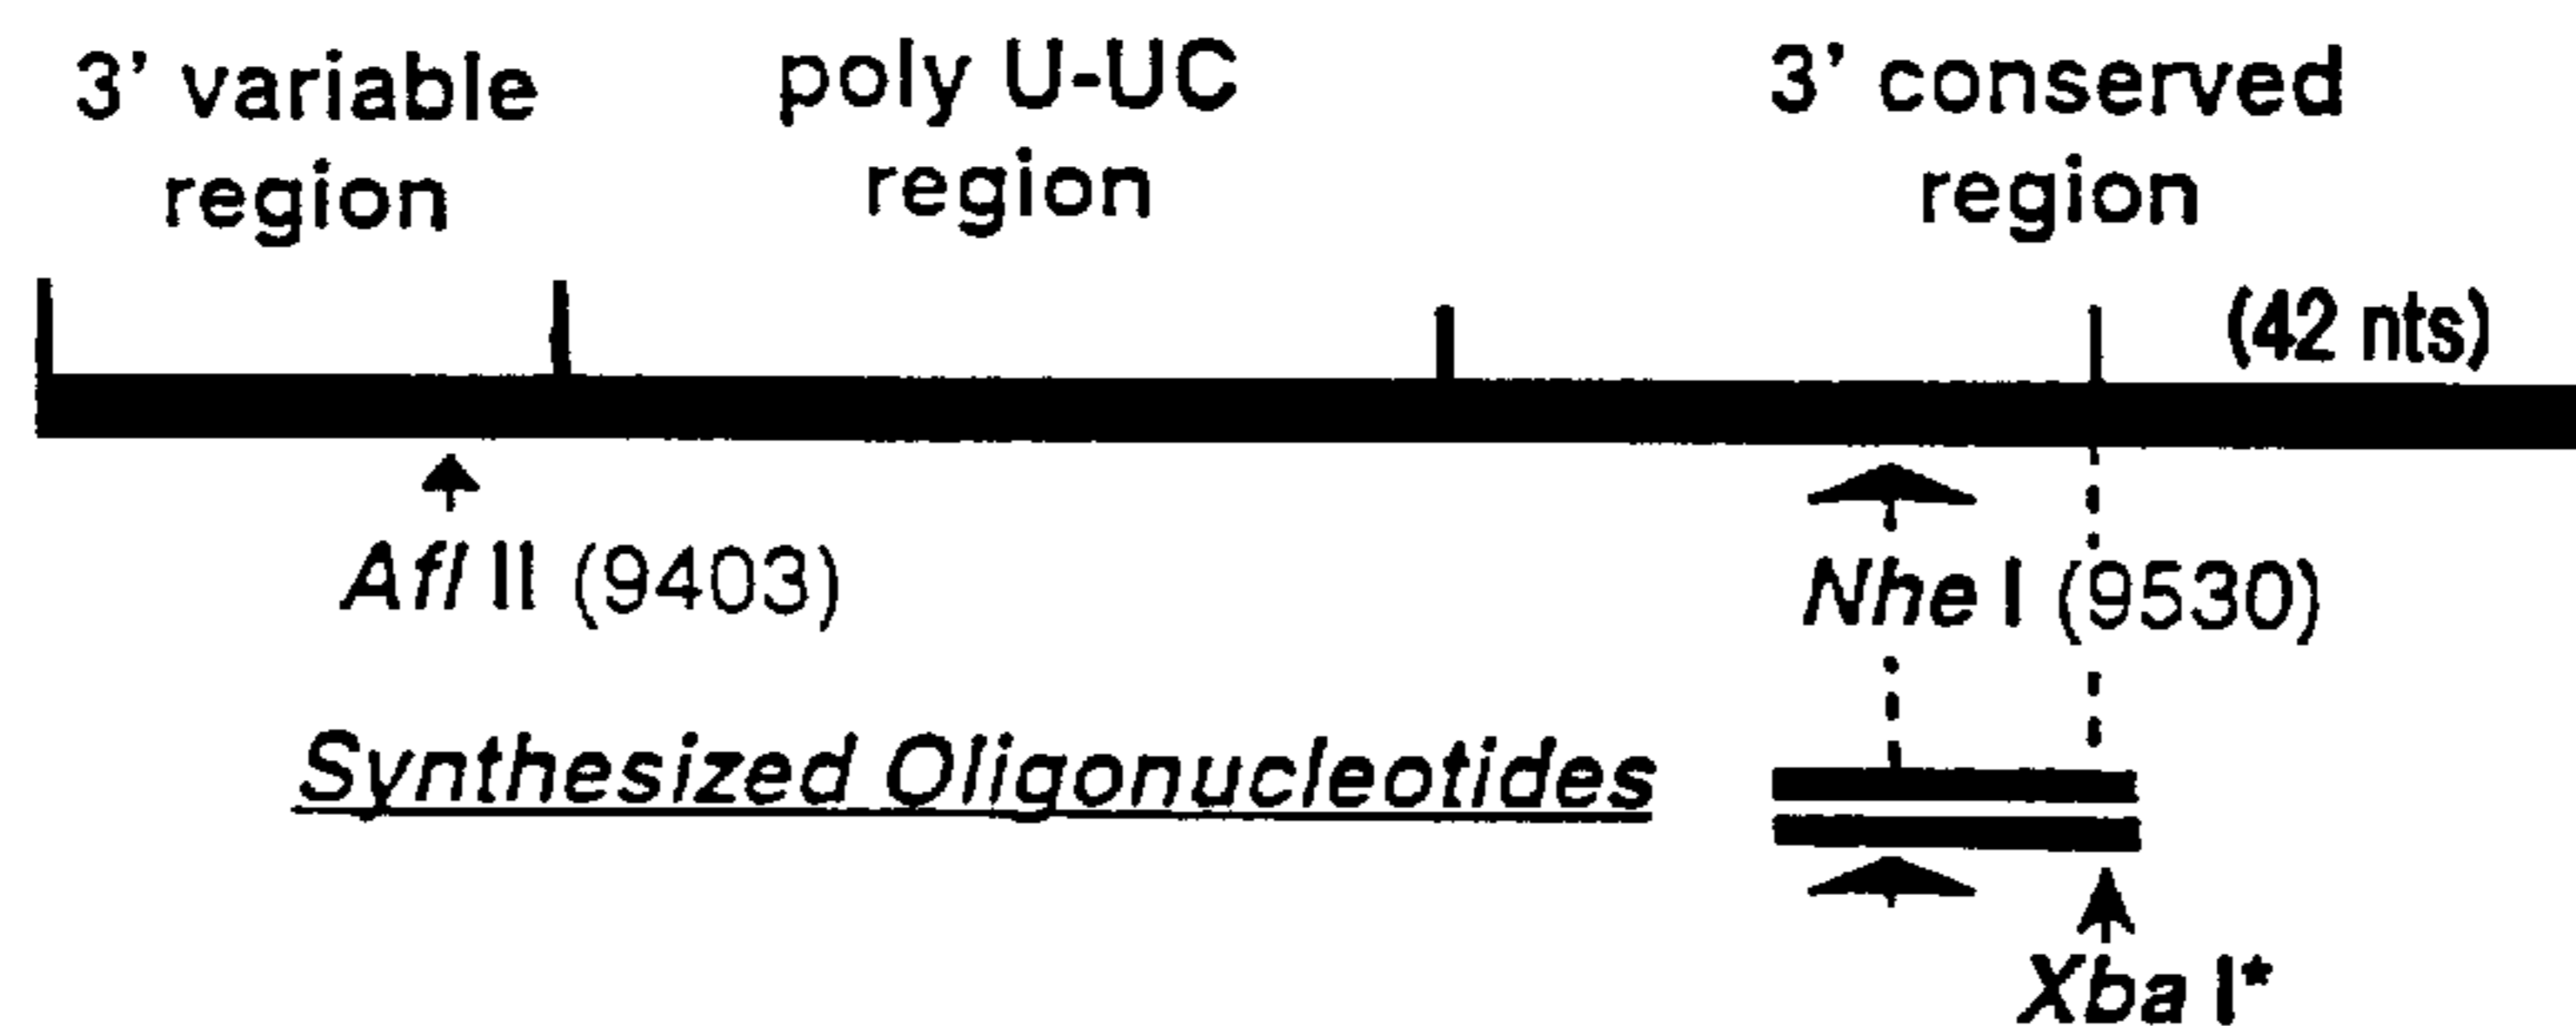 3' variable
region
poly U-UC
region
3' conserved
region
(42 nts)
Afl II (9403)
Nhe I (9530)
Synthesized Oligonucleotides
Xba I*